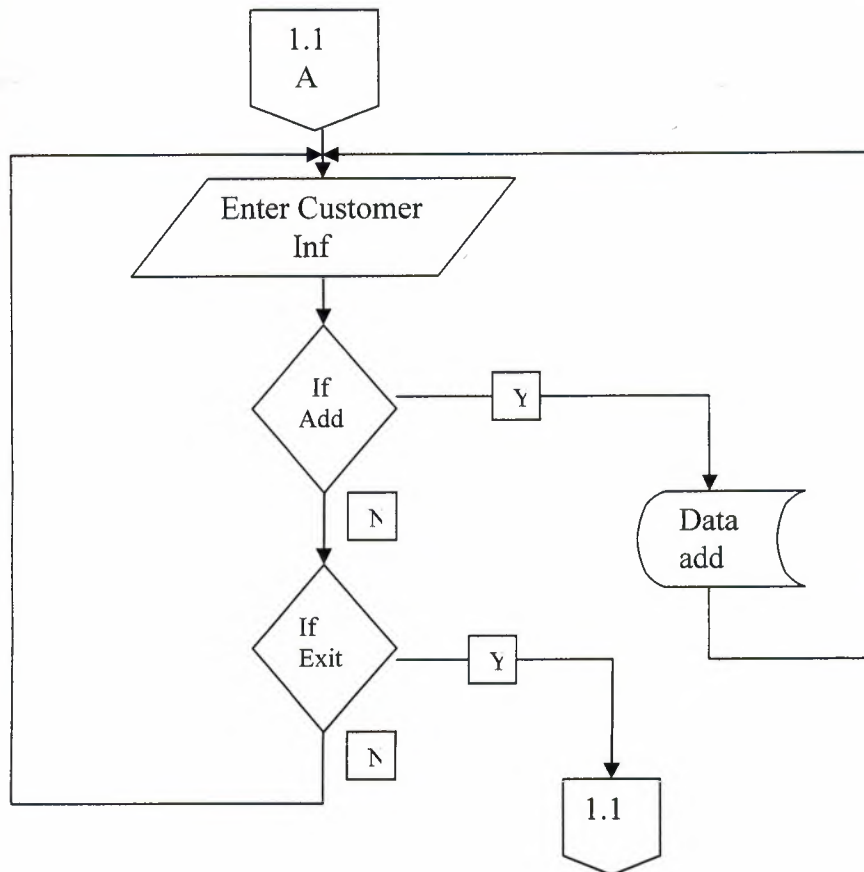 1.1
A
Enter Customer
Inf
If
Add
Y
N
Data
add
If
Exit
Y
N
1.1